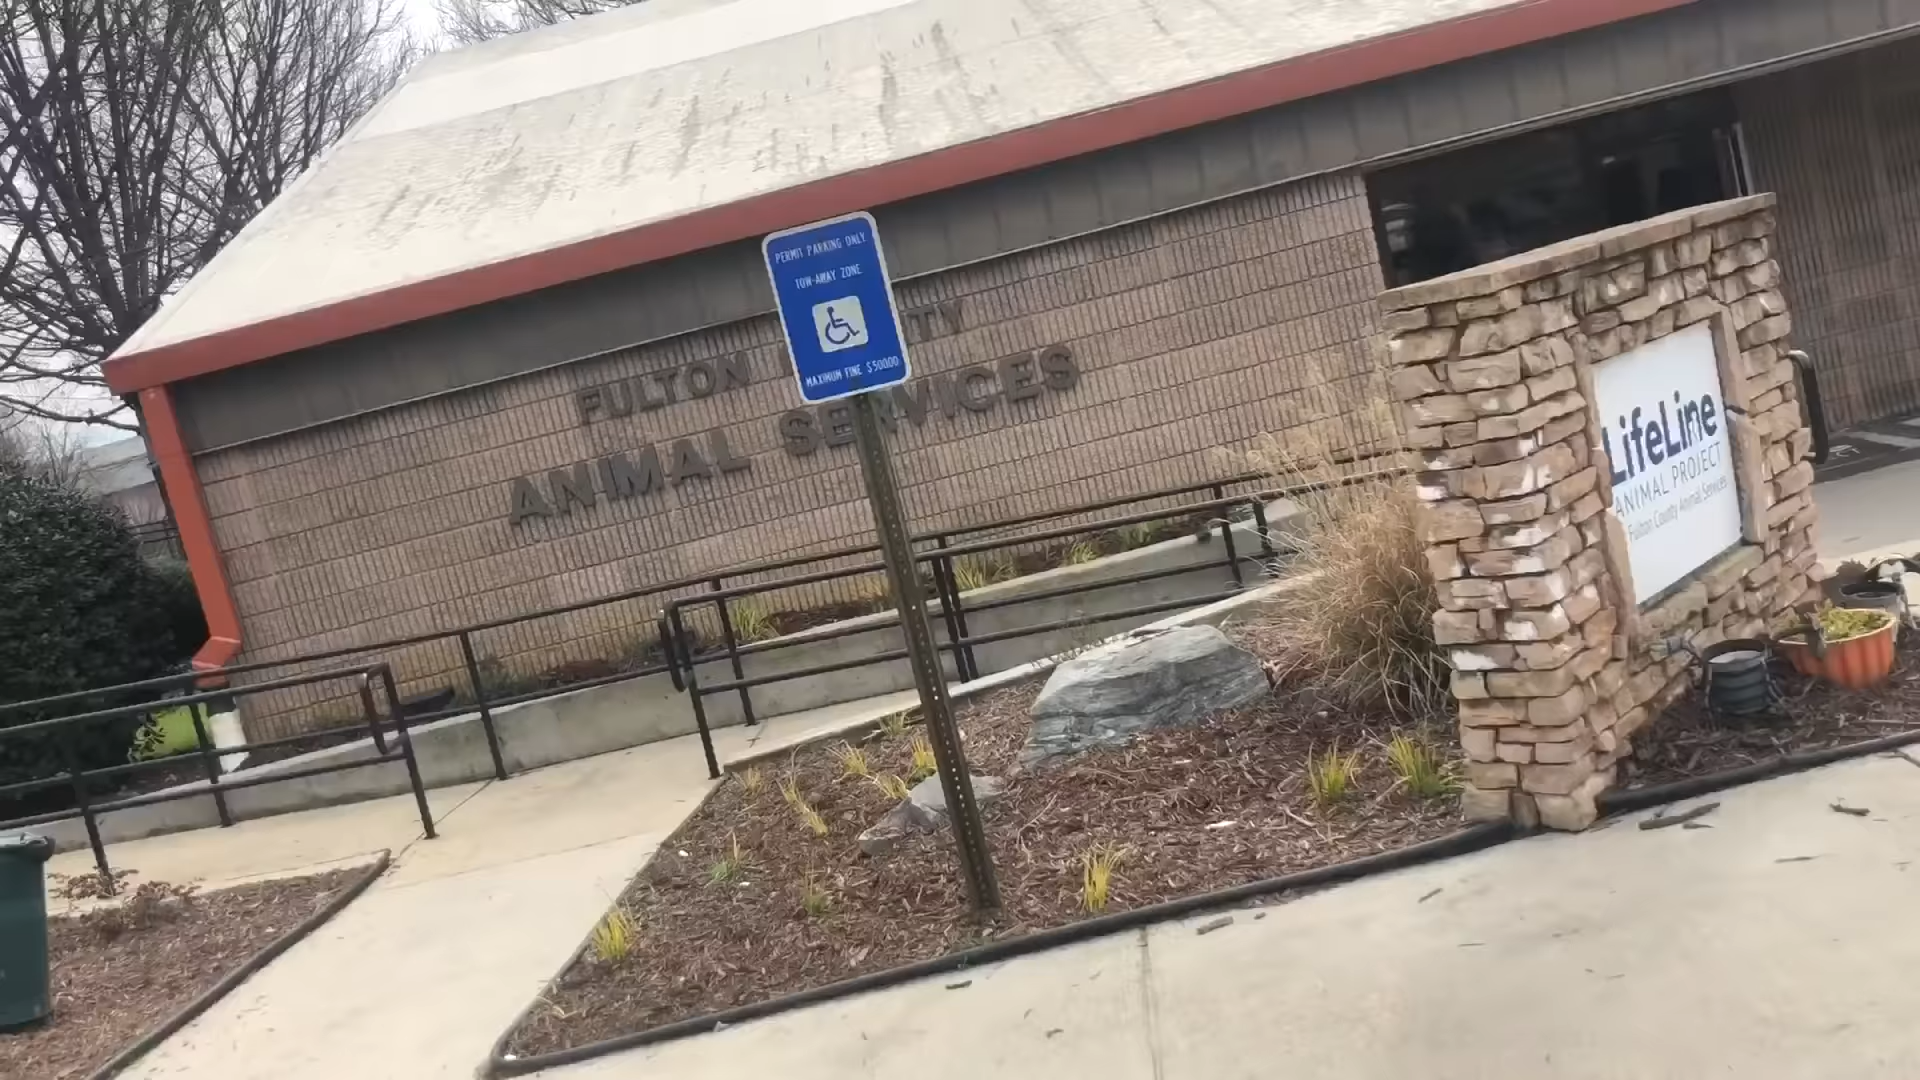 PERMIT PARKING ONLY
TOW-AWAY ZONE
MAXIMUM FINE $500.00
FULTON TY
ANIMAL SERVICES
LifeLine
ANIMAL PROJECT
Fulton County Animal Services